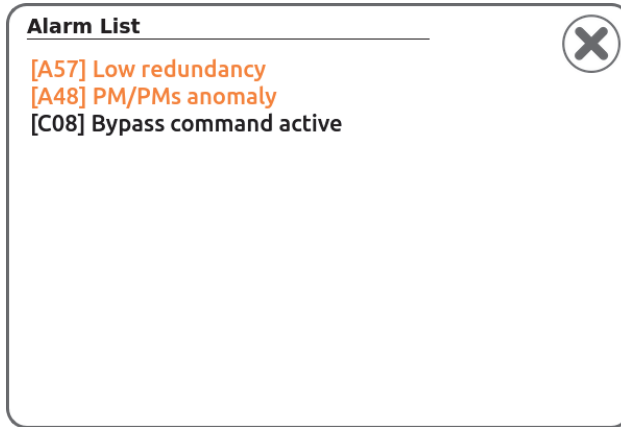 Alarm List
[A57] Low redundancy
[A48] PM/PMs anomaly
[C08] Bypass command active